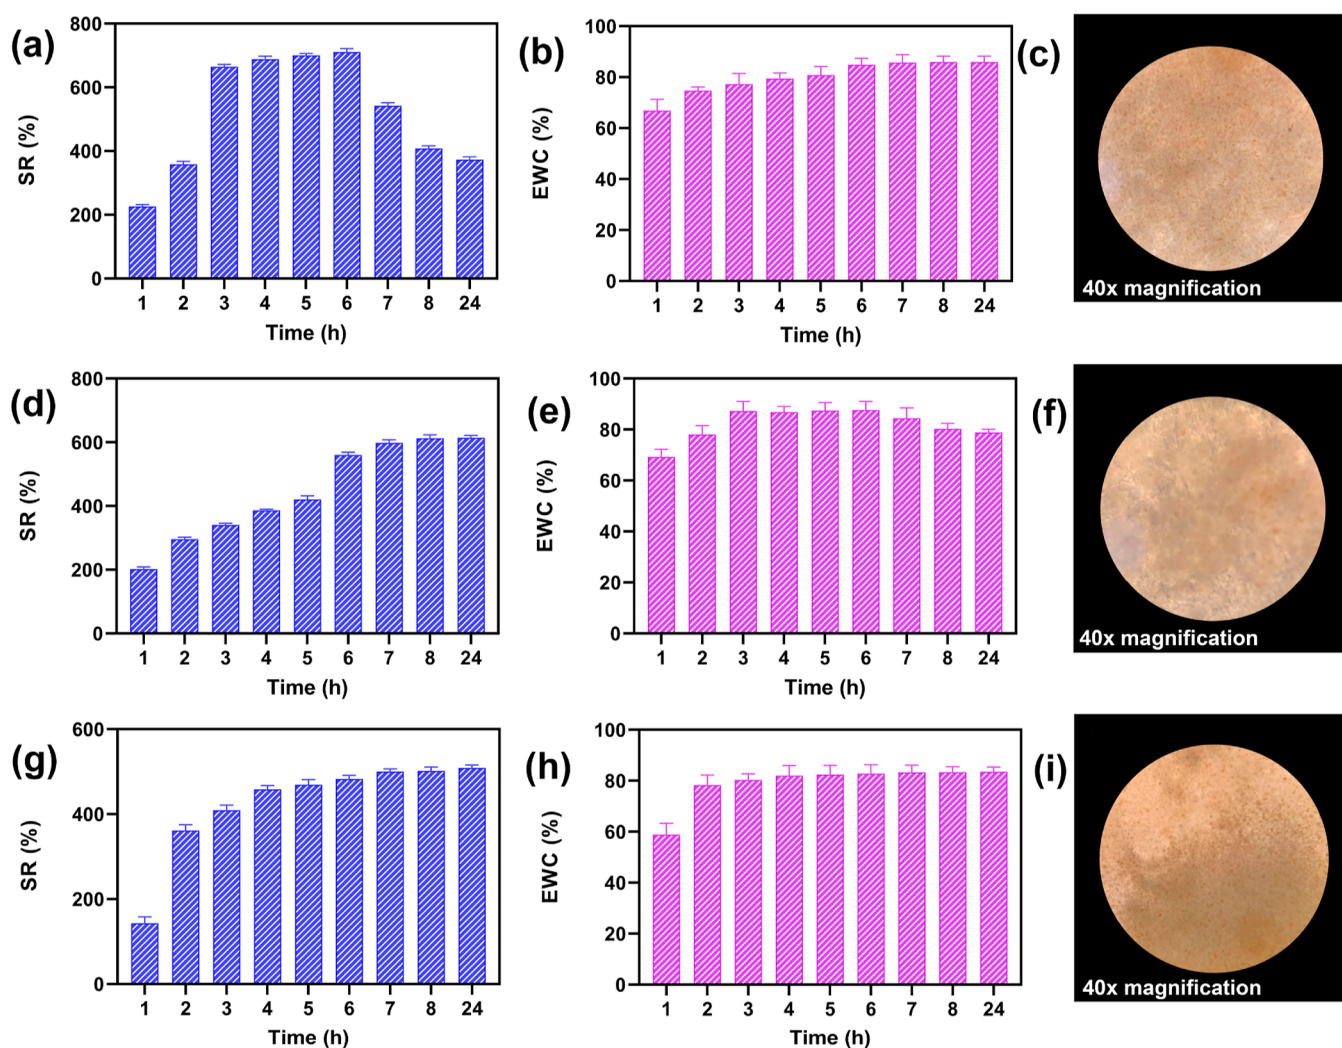 (a)
800
600
400
200
0
SR (%)
1 2 3 4 5 6 7 8 24
Time (h)
(b)
100
80
60
40
20
0
EWC (%)
1 2 3 4 5 6 7 8 24
Time (h)
(c)
40x magnification
(d)
800
600
400
200
0
SR (%)
1 2 3 4 5 6 7 8 24
Time (h)
(e)
100
80
60
40
20
0
EWC (%)
1 2 3 4 5 6 7 8 24
Time (h)
(f)
40x magnification
(g)
600
400
200
0
SR (%)
1 2 3 4 5 6 7 8 24
Time (h)
(h)
100
80
60
40
20
0
EWC (%)
1 2 3 4 5 6 7 8 24
Time (h)
(i)
40x magnification